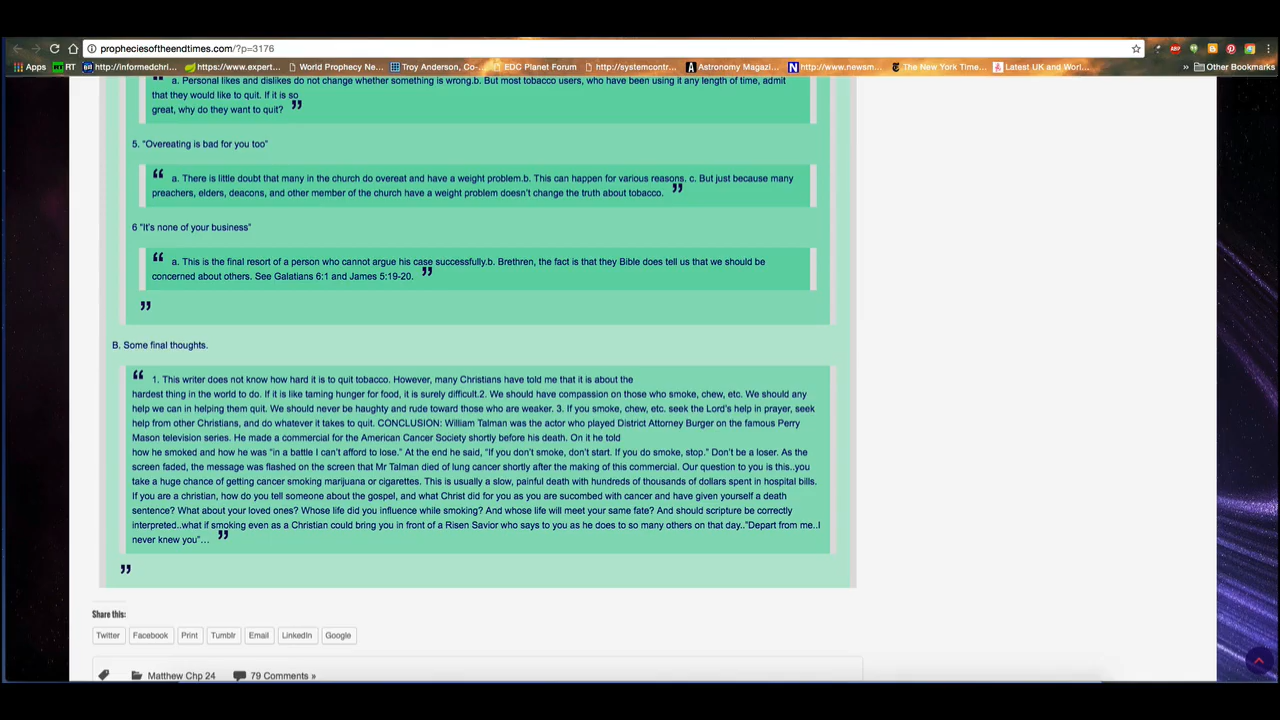 propheciesoftheendtimes.com/?p=3176
Apps RT http://informedchri... https://www.expert... World Prophecy Ne... Troy Anderson, Co-... EDC Planet Forum http://systemcontr... Astronomy Magazi... http://www.newsm... The New York Time... Latest UK and Worl... » Other Bookmarks
“ a. Personal likes and dislikes do not change whether something is wrong.b. But most tobacco users, who have been using it any length of time, admit
that they would like to quit. If it is so
great, why do they want to quit? ”
5. “Overeating is bad for you too”
“ a. There is little doubt that many in the church do overeat and have a weight problem.b. This can happen for various reasons. c. But just because many
preachers, elders, deacons, and other member of the church have a weight problem doesn’t change the truth about tobacco. ”
6 “It’s none of your business”
“ a. This is the final resort of a person who cannot argue his case successfully.b. Brethren, the fact is that they Bible does tell us that we should be
concerned about others. See Galatians 6:1 and James 5:19-20. ”
”
B. Some final thoughts.
“ 1. This writer does not know how hard it is to quit tobacco. However, many Christians have told me that it is about the
hardest thing in the world to do. If it is like taming hunger for food, it is surely difficult.2. We should have compassion on those who smoke, chew, etc. We should any
help we can in helping them quit. We should never be haughty and rude toward those who are weaker. 3. If you smoke, chew, etc. seek the Lord’s help in prayer, seek
help from other Christians, and do whatever it takes to quit. CONCLUSION: William Talman was the actor who played District Attorney Burger on the famous Perry
Mason television series. He made a commercial for the American Cancer Society shortly before his death. On it he told
how he smoked and how he was “in a battle I can’t afford to lose.” At the end he said, “If you don’t smoke, don’t start. If you do smoke, stop.” Don’t be a loser. As the
screen faded, the message was flashed on the screen that Mr Talman died of lung cancer shortly after the making of this commercial. Our question to you is this..you
take a huge chance of getting cancer smoking marijuana or cigarettes. This is usually a slow, painful death with hundreds of thousands of dollars spent in hospital bills.
If you are a christian, how do you tell someone about the gospel, and what Christ did for you as you are sucombed with cancer and have given yourself a death
sentence? What about your loved ones? Whose life did you influence while smoking? And whose life will meet your same fate? And should scripture be correctly
interpreted..what if smoking even as a Christian could bring you in front of a Risen Savior who says to you as he does to so many others on that day..”Depart from me..I
never knew you”… ”
”
Share this:
Twitter Facebook Print Tumblr Email LinkedIn Google
Matthew Chp 24 79 Comments »